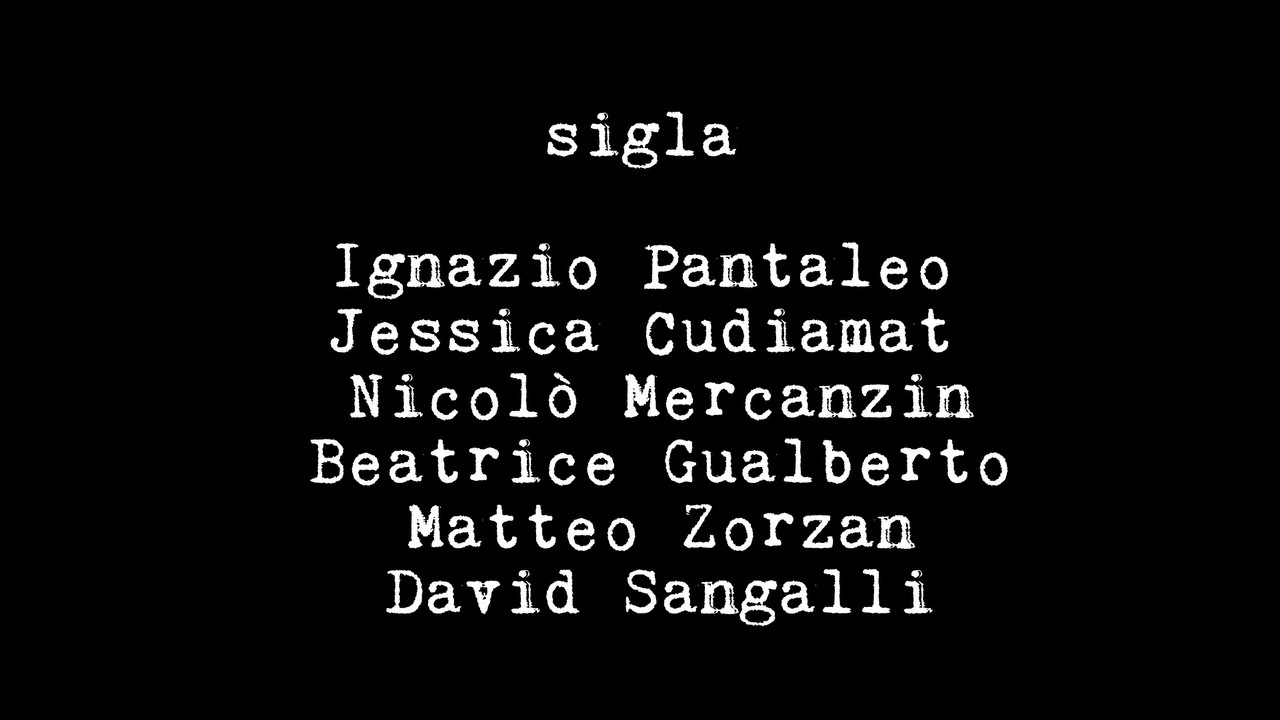 sigla
Ignazio Pantaleo
Jessica Cudiamat
Nicolò Mercanzin
Beatrice Gualberto
Matteo Zorzan
David Sangalli